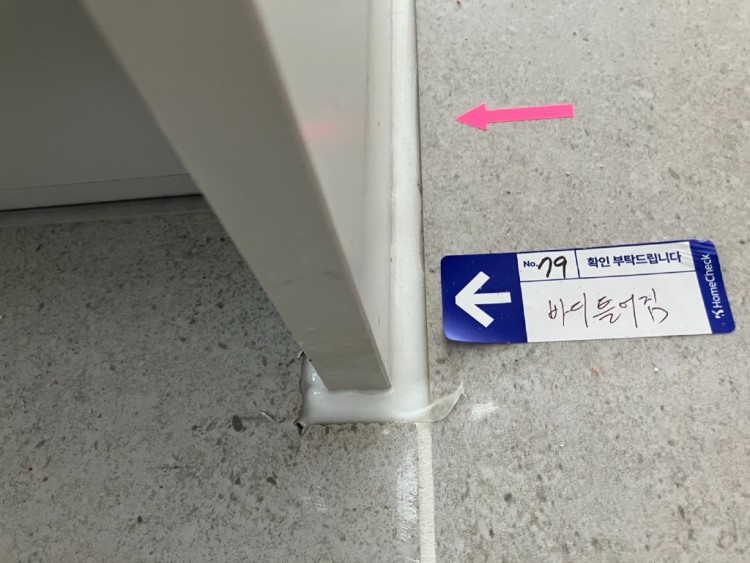 No. 79
확인 부탁드립니다
바디 틀어짐
HomeCheck